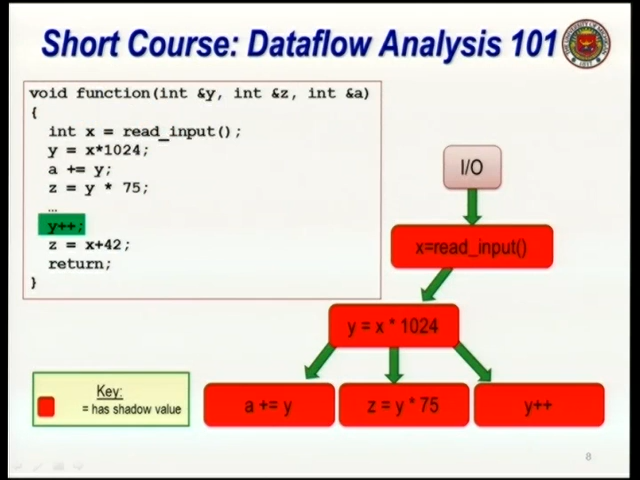 Short Course: Dataflow Analysis 101
void function(int &y, int &z, int &a)
{
int x = read_input();
y = x*1024;
a += y;
z = y * 75;
…
y++;
z = x+42;
return;
}
I/O
x=read_input()
y = x * 1024
a += y
z = y * 75
y++
Key:
= has shadow value
8